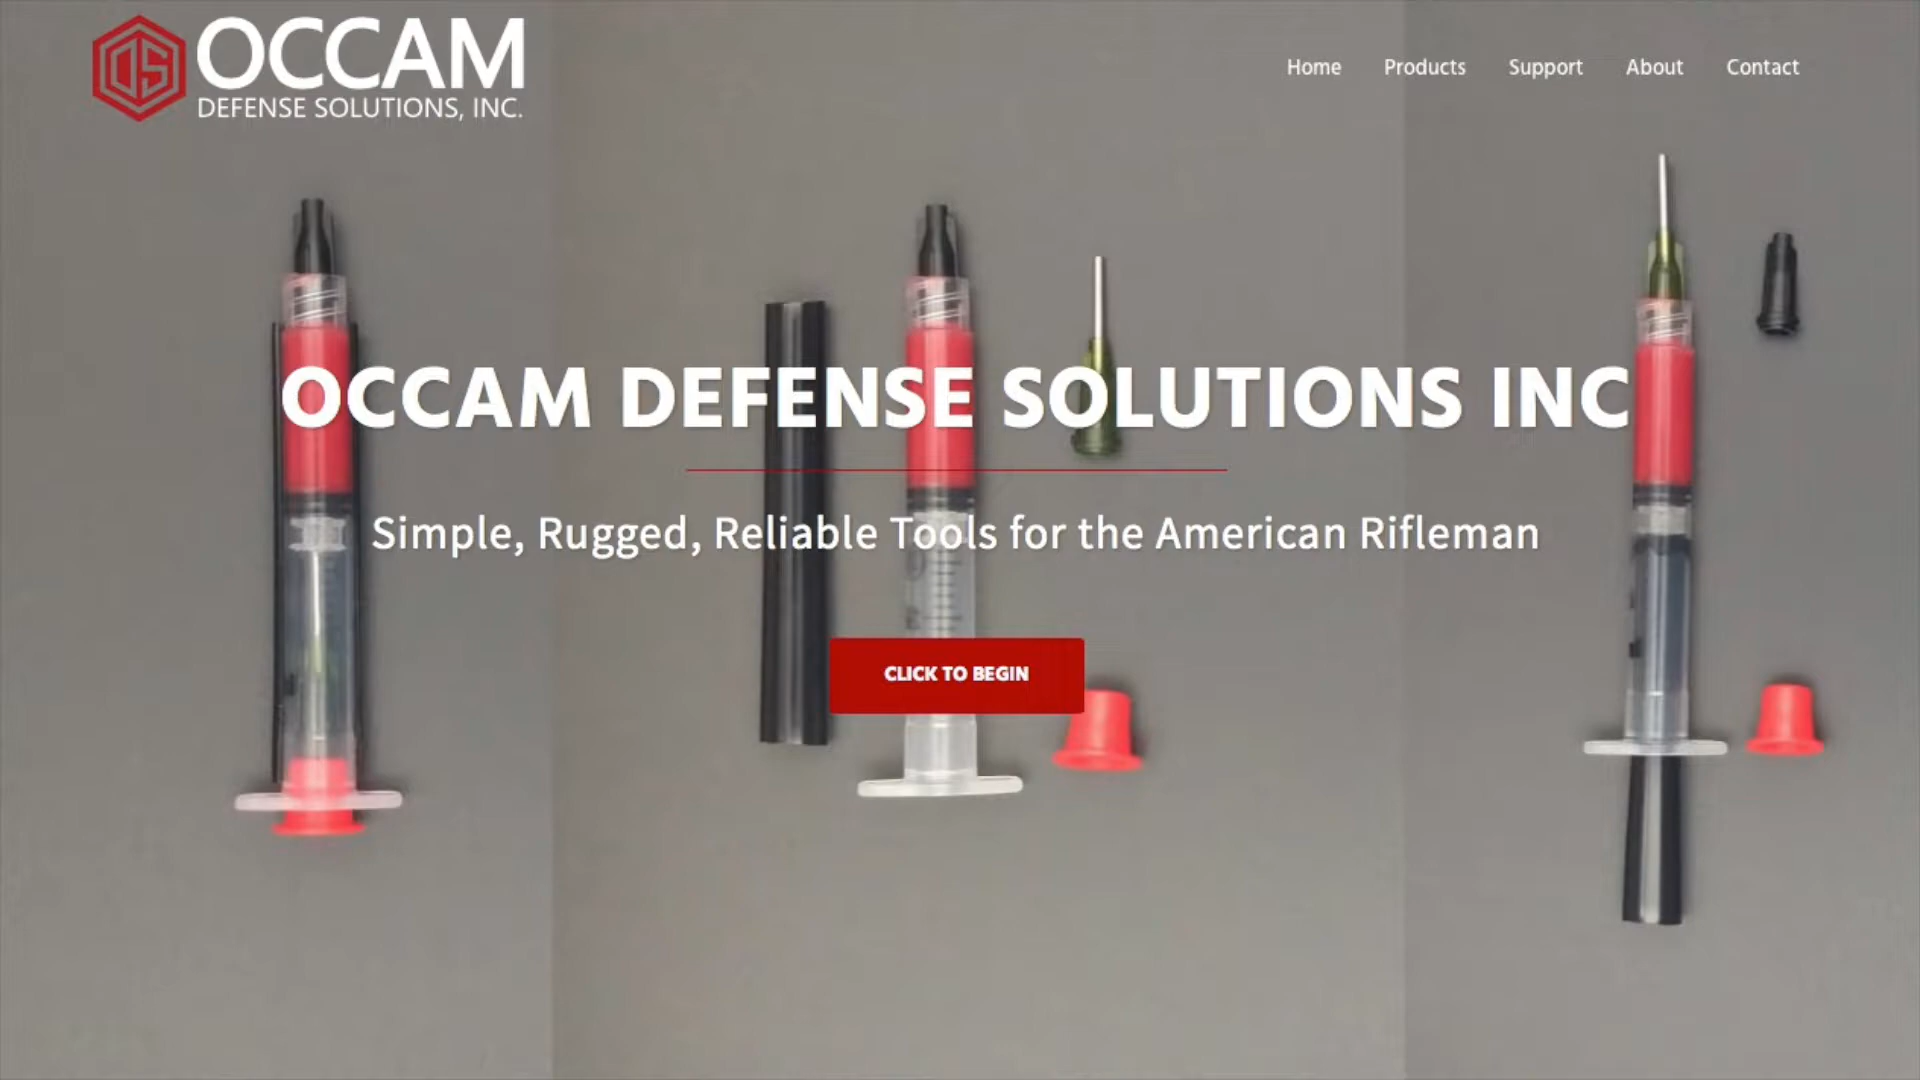 OCCAM
DEFENSE SOLUTIONS, INC.
Home Products Support About Contact
OCCAM DEFENSE SOLUTIONS INC
Simple, Rugged, Reliable Tools for the American Rifleman
CLICK TO BEGIN